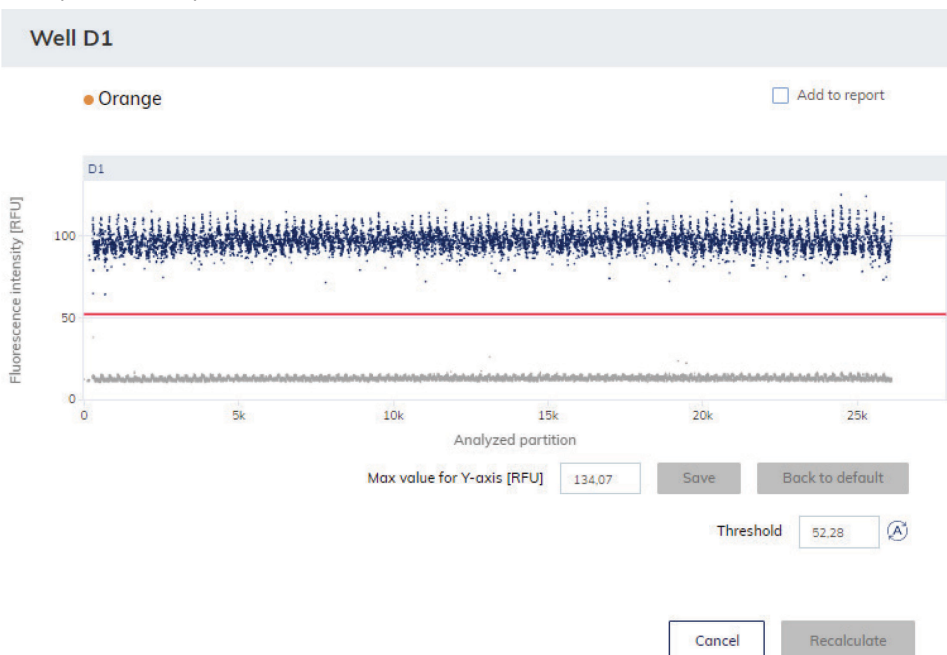 Well D1
Orange
Add to report
D1
Fluorescence intensity [RFU]
100
50
0
0 5k 10k 15k 20k 25k
Analyzed partition
Max value for Y-axis [RFU] 134,07 Save Back to default
Threshold 52,28 A
Cancel Recalculate